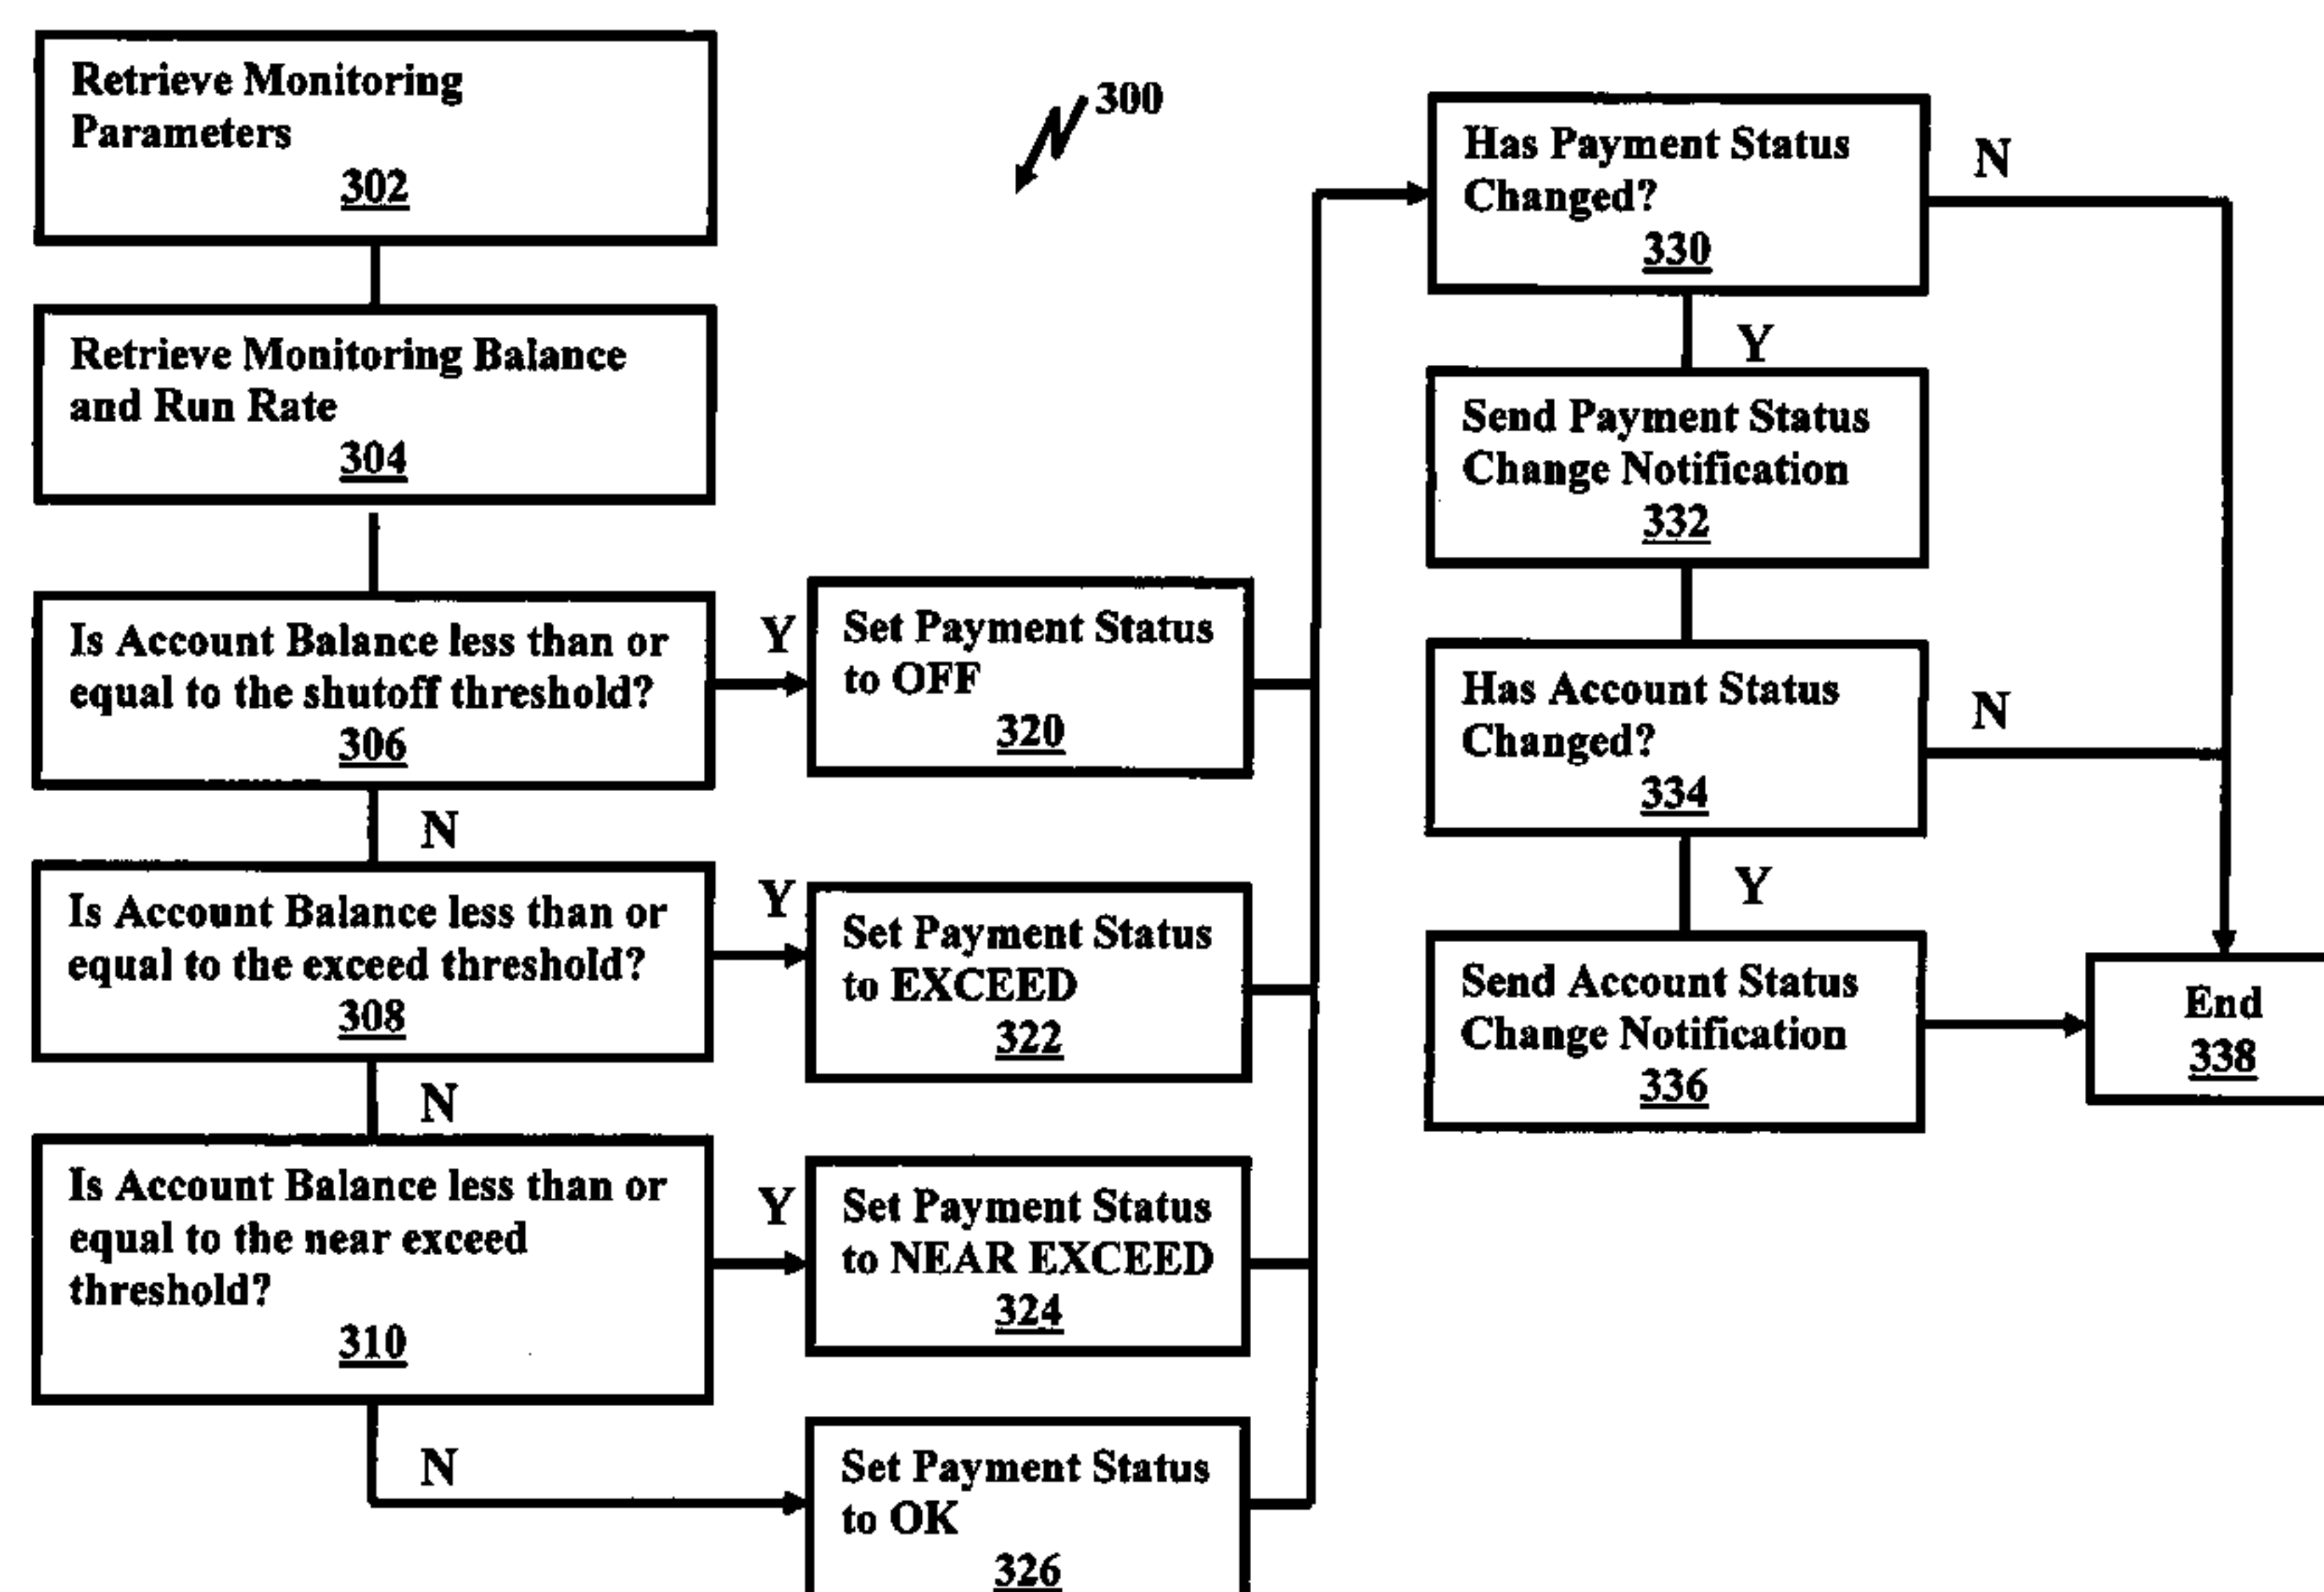 Retrieve Monitoring
Parameters
302
Retrieve Monitoring Balance
and Run Rate
304
Is Account Balance less than or
equal to the shutoff threshold?
306
Y
N
Is Account Balance less than or
equal to the exceed threshold?
308
Y
N
Is Account Balance less than or
equal to the near exceed
threshold?
310
Y
N
Set Payment Status
to OFF
320
Set Payment Status
to EXCEED
322
Set Payment Status
to NEAR EXCEED
324
Set Payment Status
to OK
326
300
Has Payment Status
Changed?
330
N
Y
Send Payment Status
Change Notification
332
Has Account Status
Changed?
334
N
Y
Send Account Status
Change Notification
336
End
338